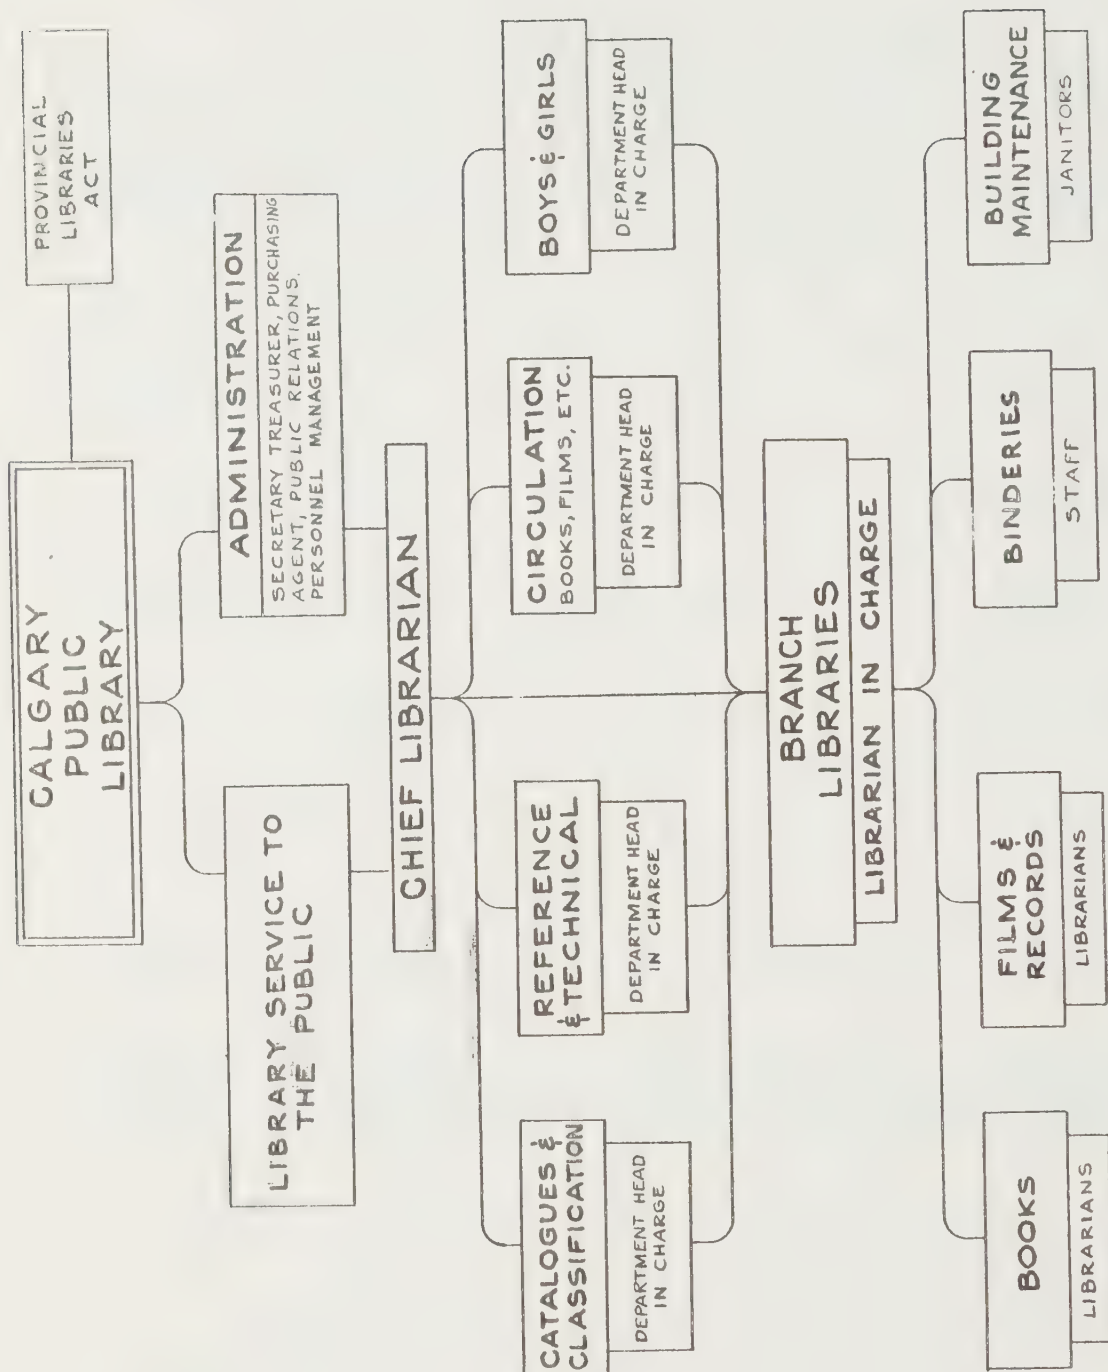 CALGARY
PUBLIC
LIBRARY
PROVINCIAL
LIBRARIES
ACT
LIBRARY SERVICE TO
THE PUBLIC
ADMINISTRATION
SECRETARY TREASURER, PURCHASING
AGENT, PUBLIC RELATIONS.
PERSONNEL MANAGEMENT
CHIEF LIBRARIAN
CATALOGUES &
CLASSIFICATION
DEPARTMENT HEAD
IN CHARGE
REFERENCE
& TECHNICAL
DEPARTMENT HEAD
IN CHARGE
CIRCULATION
BOOKS, FILMS, ETC.
DEPARTMENT HEAD
IN CHARGE
BOYS & GIRLS
DEPARTMENT HEAD
IN CHARGE
BRANCH
LIBRARIES
LIBRARIAN IN CHARGE
BOOKS
LIBRARIANS
FILMS &
RECORDS
LIBRARIANS
BINDERIES
STAFF
BUILDING
MAINTENANCE
JANITORS